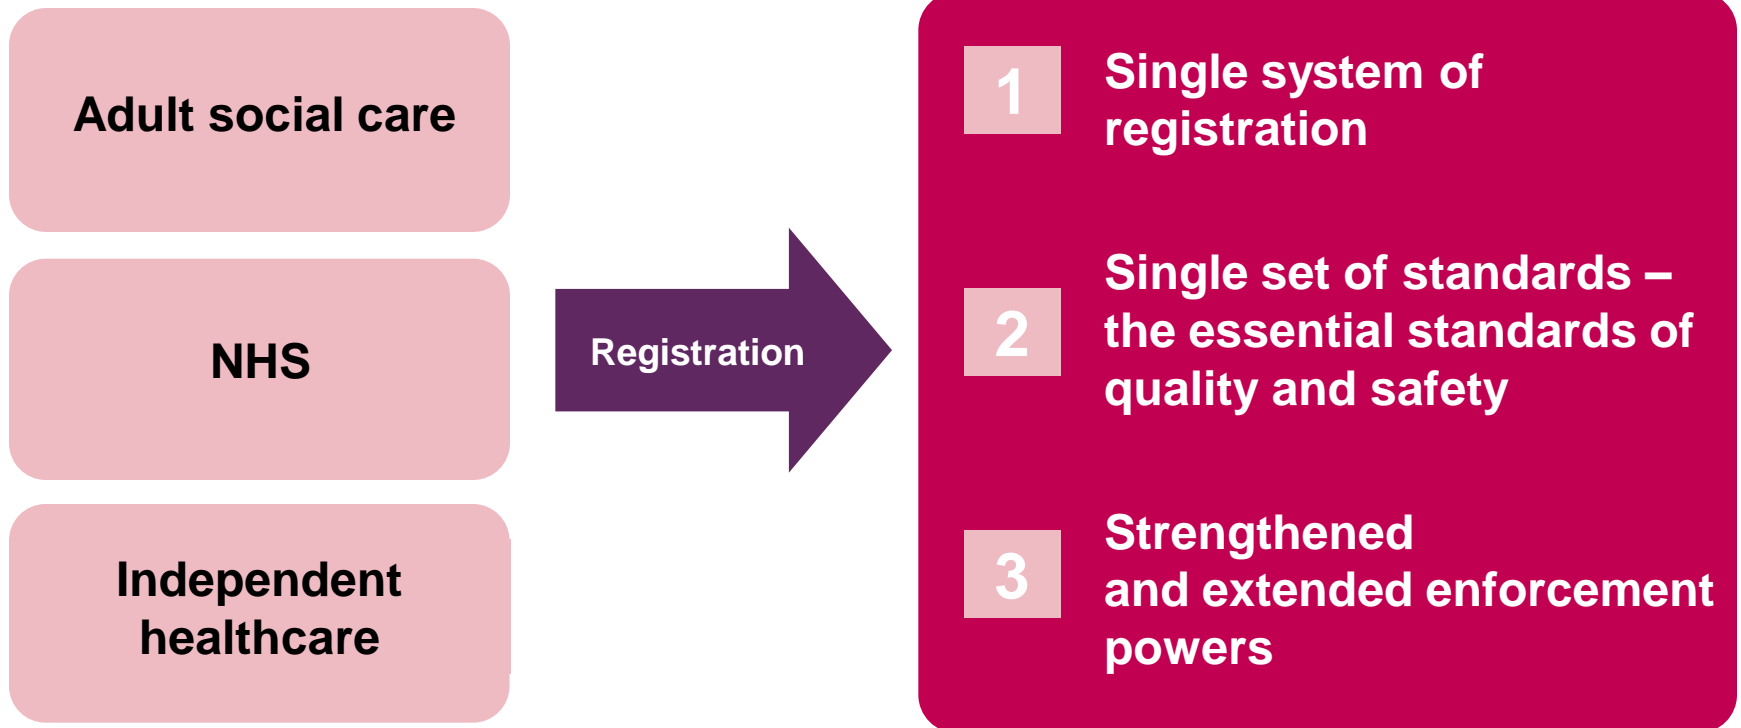 Adult social care
NHS
Independent
healthcare
Registration
1
Single system of
registration
2
Single set of standards –
the essential standards of
quality and safety
3
Strengthened
and extended enforcement
powers